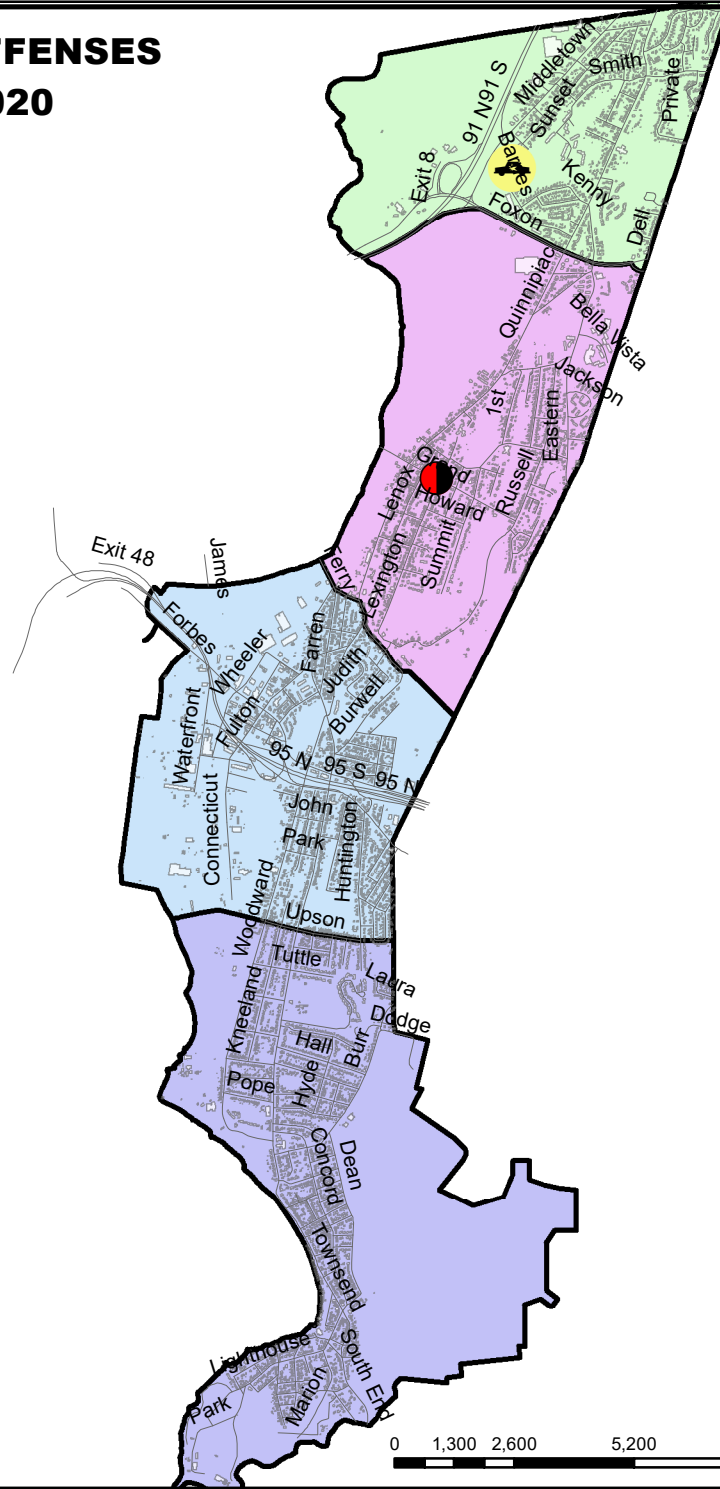 FFENSES
020
Middletown
Smith
Private
91 N
91 S
Sunset
Barnes
Exit 8
Kenny
Foxon
Dell
Quinnipiac
Bella Vista
Jackson
1st
Eastern
Grand
Lenox
Howard
Russell
Summit
Lexington
Exit 48
James
Ferry
Forbes
Farren
Wheeler
Judith
Burwell
Fulton
Waterfront
95 N
95 S
95 N
Connecticut
John
Park
Huntington
Woodward
Upson
Tuttle
Laura
Kneeland
Dodge
Hall
Burr
Pope
Hyde
Concord
Dean
Townsend
Lighthouse
South End
Marion
Park
0 1,300 2,600 5,200